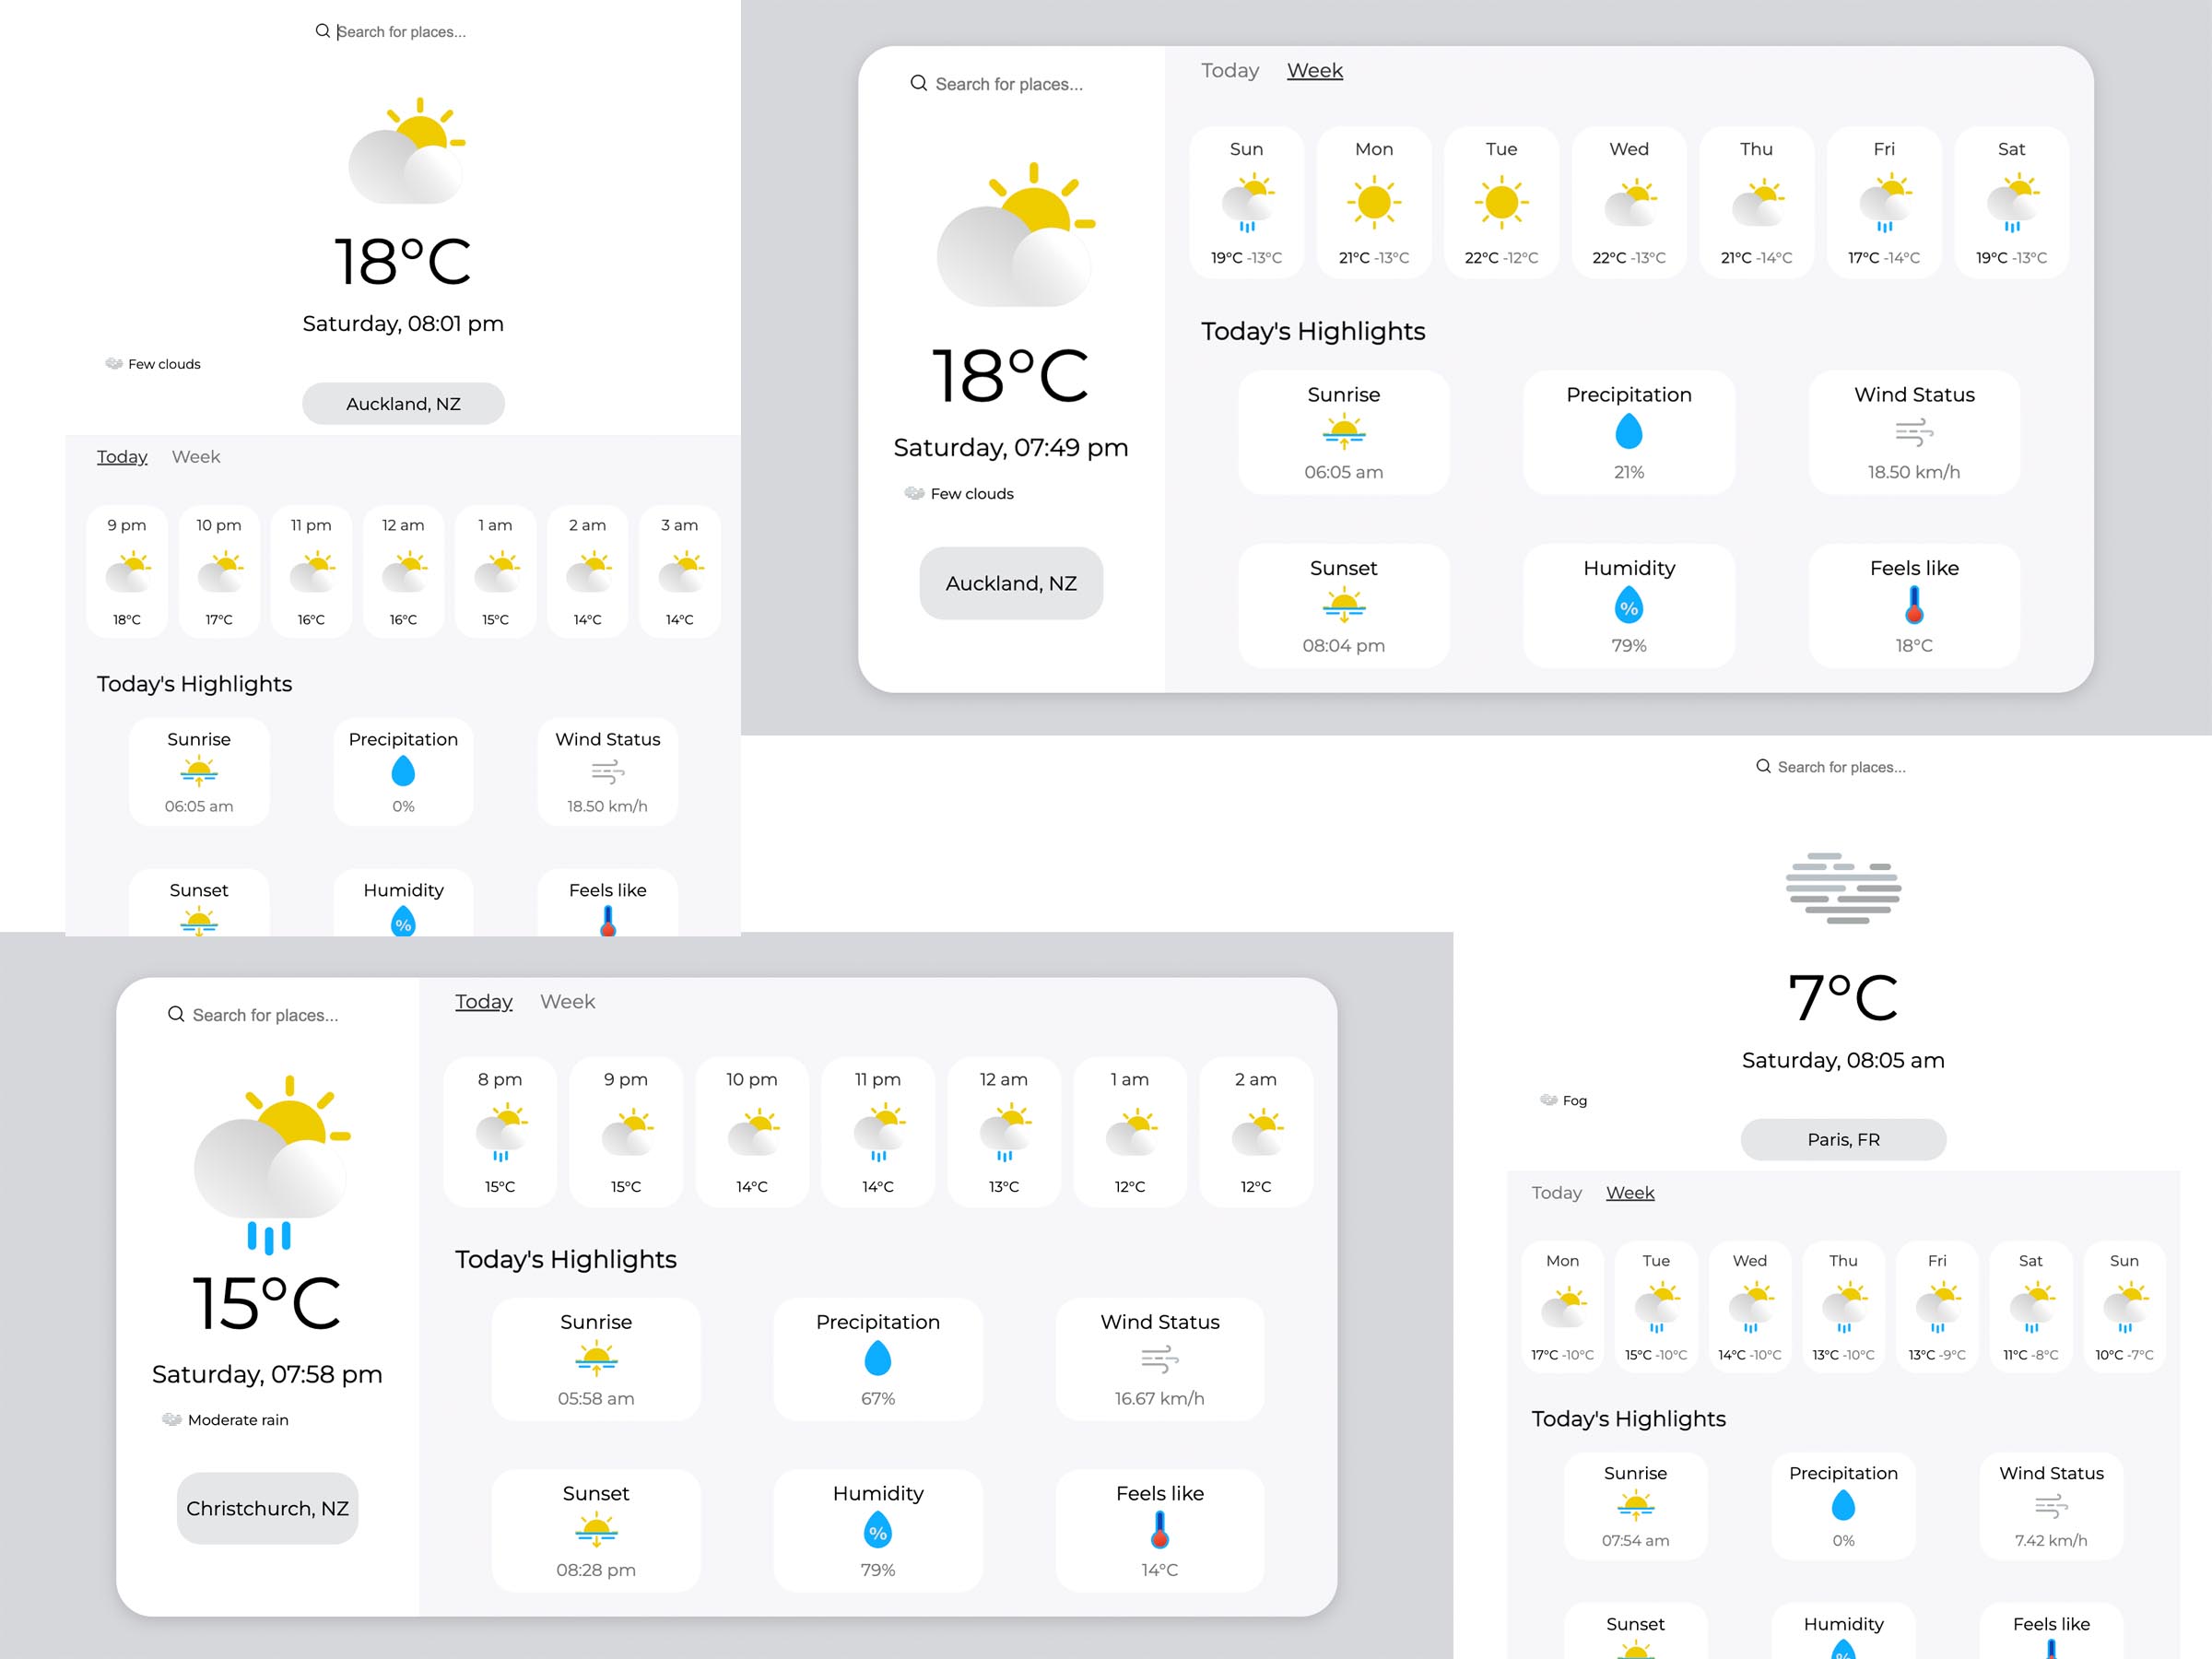 Search for places...
18°C
Saturday, 08:01 pm
Few clouds
Auckland, NZ
Today Week
9 pm 10 pm 11 pm 12 am 1 am 2 am 3 am
18°C 17°C 16°C 16°C 15°C 14°C 14°C
Today's Highlights
Sunrise Precipitation Wind Status
06:05 am 0% 18.50 km/h
Sunset Humidity Feels like
%
Search for places...
18°C
Saturday, 07:49 pm
Few clouds
Auckland, NZ
Today Week
Sun Mon Tue Wed Thu Fri Sat
19°C -13°C 21°C -13°C 22°C -12°C 22°C -13°C 21°C -14°C 17°C -14°C 19°C -13°C
Today's Highlights
Sunrise Precipitation Wind Status
06:05 am 21% 18.50 km/h
Sunset Humidity Feels like
%
08:04 pm 79% 18°C
Search for places...
15°C
Saturday, 07:58 pm
Moderate rain
Christchurch, NZ
Today Week
8 pm 9 pm 10 pm 11 pm 12 am 1 am 2 am
15°C 15°C 14°C 14°C 13°C 12°C 12°C
Today's Highlights
Sunrise Precipitation Wind Status
05:58 am 67% 16.67 km/h
Sunset Humidity Feels like
%
08:28 pm 79% 14°C
Search for places...
7°C
Saturday, 08:05 am
Fog
Paris, FR
Today Week
Mon Tue Wed Thu Fri Sat Sun
17°C -10°C 15°C -10°C 14°C -10°C 13°C -10°C 13°C -9°C 11°C -8°C 10°C -7°C
Today's Highlights
Sunrise Precipitation Wind Status
07:54 am 0% 7.42 km/h
Sunset Humidity Feels like
%